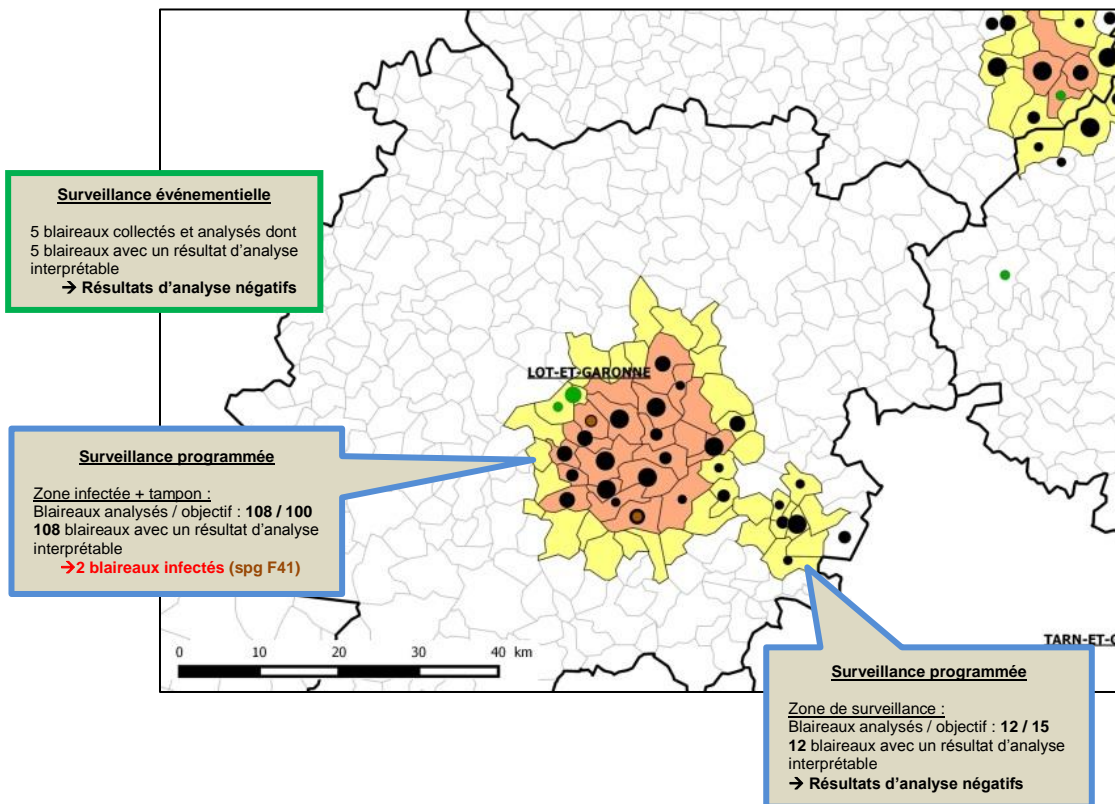 Surveillance événementielle
5 blaireaux collectés et analysés dont
5 blaireaux avec un résultat d'analyse
interprétable
→ Résultats d'analyse négatifs
LOT-ET-GARONNE
Surveillance programmée
Zone infectée + tampon :
Blaireaux analysés / objectif : 108 / 100
108 blaireaux avec un résultat d'analyse
interprétable
→2 blaireaux infectés (spg F41)
0 10 20 30 40 km
TARN-ET-G
Surveillance programmée
Zone de surveillance :
Blaireaux analysés / objectif : 12 / 15
12 blaireaux avec un résultat d'analyse
interprétable
→ Résultats d'analyse négatifs